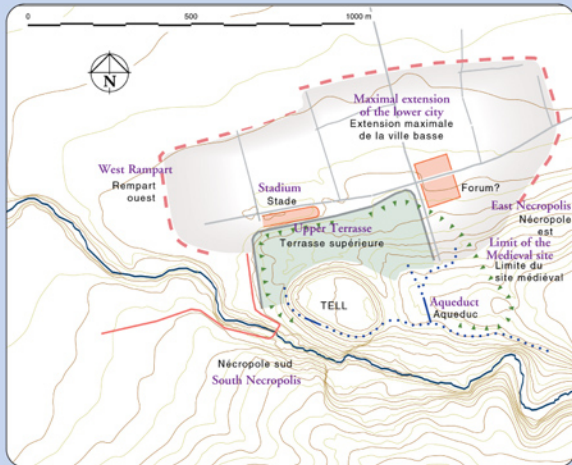 0 500 1000 m
N
Maximal extension
of the lower city
Extension maximale
de la ville basse
West Rampart
Rempart
ouest
Stadium
Stade
Forum?
East Necropolis
Nécropole
est
Upper Terrasse
Terrasse supérieure
Limit of the
Medieval site
Limite du
site médiéval
TELL
Aqueduct
Aqueduc
Nécropole sud
South Necropolis